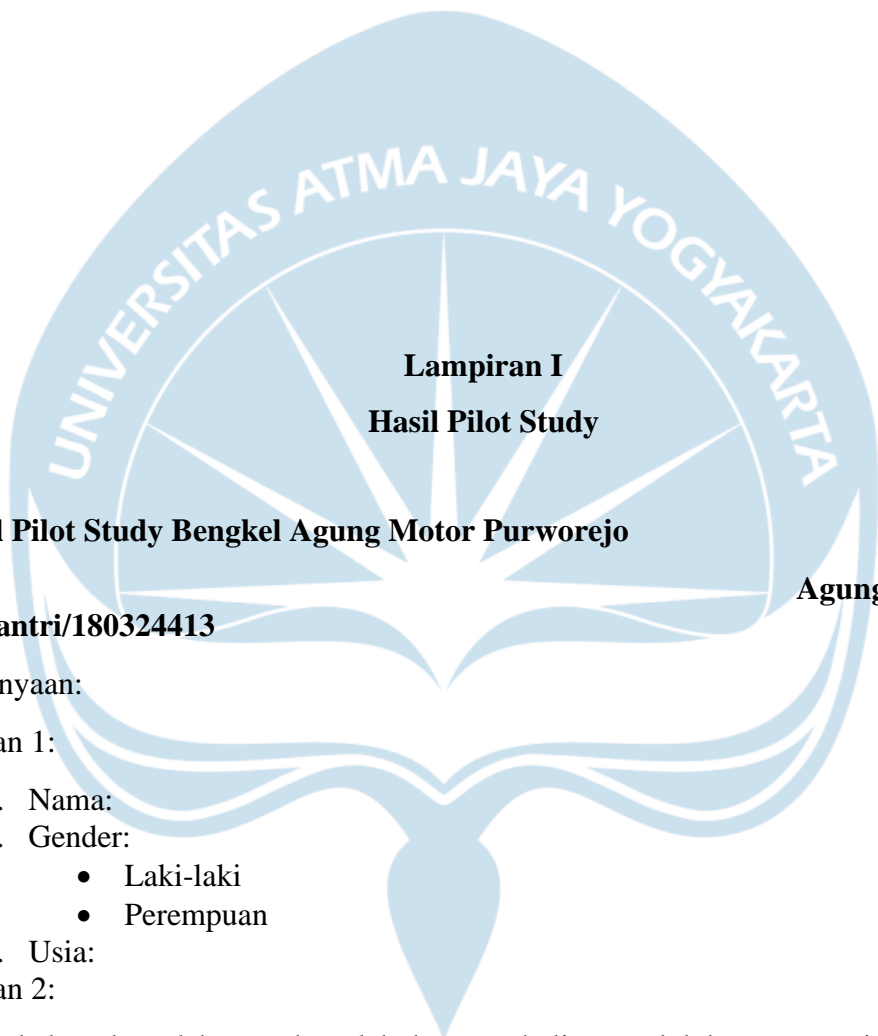 UNIVERSITAS ATMA JAYA YOGYAKARTA
Lampiran I
Hasil Pilot Study
Pilot Study Bengkel Agung Motor Purworejo
Agung
antri/180324413
nyaan:
an 1:
. Nama:
. Gender:
• Laki-laki
• Perempuan
. Usia:
an 2: